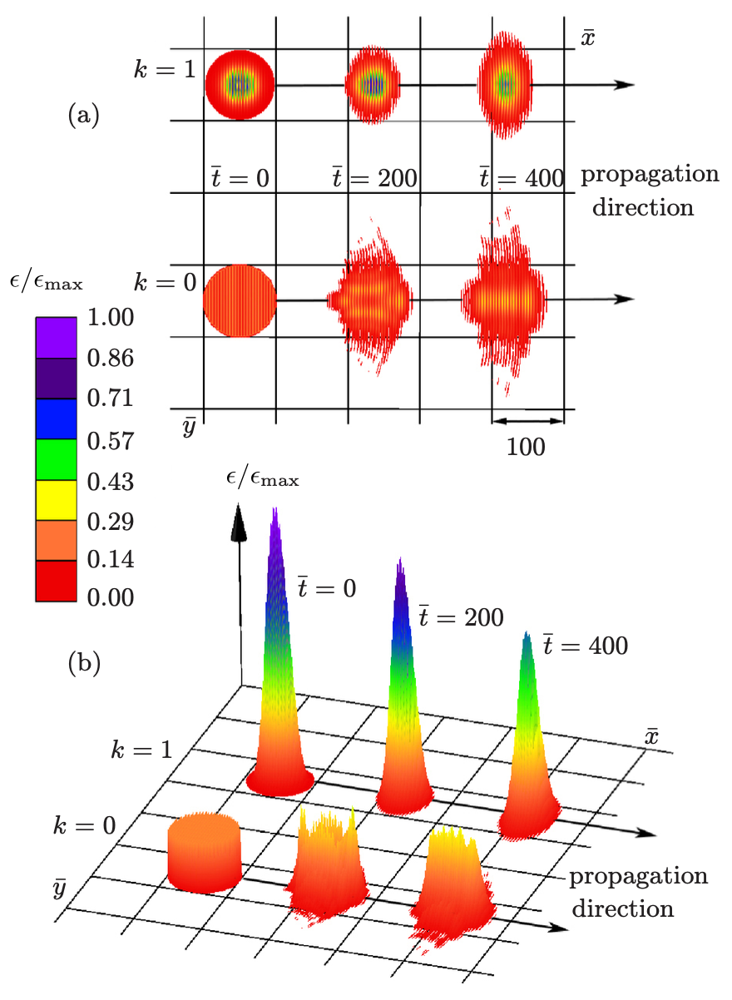 x̄
k = 1
(a)
t̄ = 0
t̄ = 200
t̄ = 400
propagation
direction
ϵ/ϵmax
k = 0
1.00
0.86
0.71
0.57
0.43
0.29
0.14
0.00
ȳ
100
ϵ/ϵmax
t̄ = 0
t̄ = 200
t̄ = 400
(b)
x̄
k = 1
k = 0
ȳ
propagation
direction